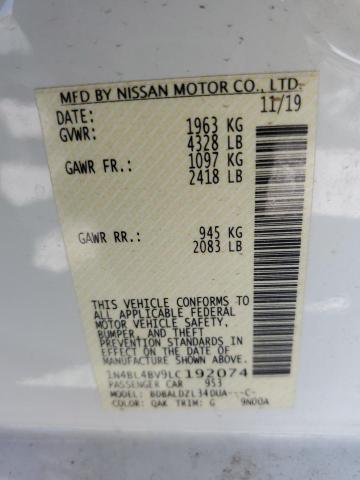 MFD BY NISSAN MOTOR CO., LTD.
DATE: 11/19
GVWR: 1963 KG
4328 LB
GAWR FR.: 1097 KG
2418 LB
GAWR RR.: 945 KG
2083 LB
THIS VEHICLE CONFORMS TO
ALL APPLICABLE FEDERAL
MOTOR VEHICLE SAFETY,
BUMPER, AND THEFT
PREVENTION STANDARDS IN
EFFECT ON THE DATE OF
MANUFACTURE SHOWN ABOVE.
1N4BL4BV9LC192074
PASSENGER CAR 953
MODEL: BDBALDZL34DUA---C-
COLOR: QAK TRIM: G 9N00A